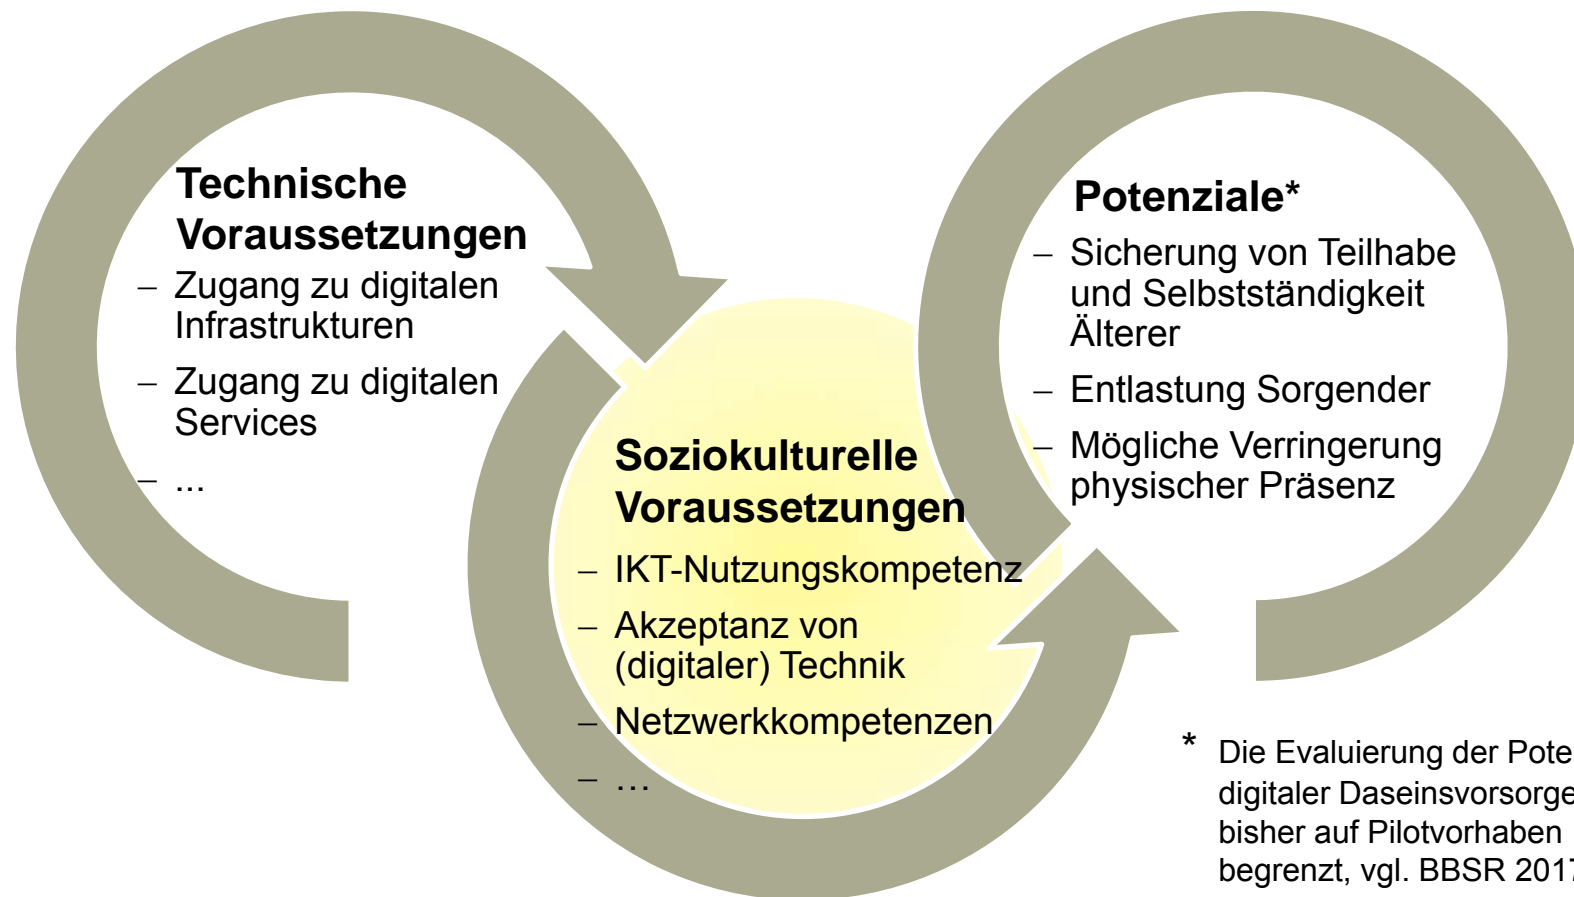 Technische
Voraussetzungen
– Zugang zu digitalen
Infrastrukturen
– Zugang zu digitalen
Services
– ...
Soziokulturelle
Voraussetzungen
– IKT-Nutzungskompetenz
– Akzeptanz von
(digitaler) Technik
– Netzwerkkompetenzen
– …
Potenziale*
– Sicherung von Teilhabe
und Selbstständigkeit
Älterer
– Entlastung Sorgender
– Mögliche Verringerung
physischer Präsenz
* Die Evaluierung der
digitaler Daseinsvorsorge
bisher auf Pilotvorhaben
begrenzt, vgl. BBSR 2017